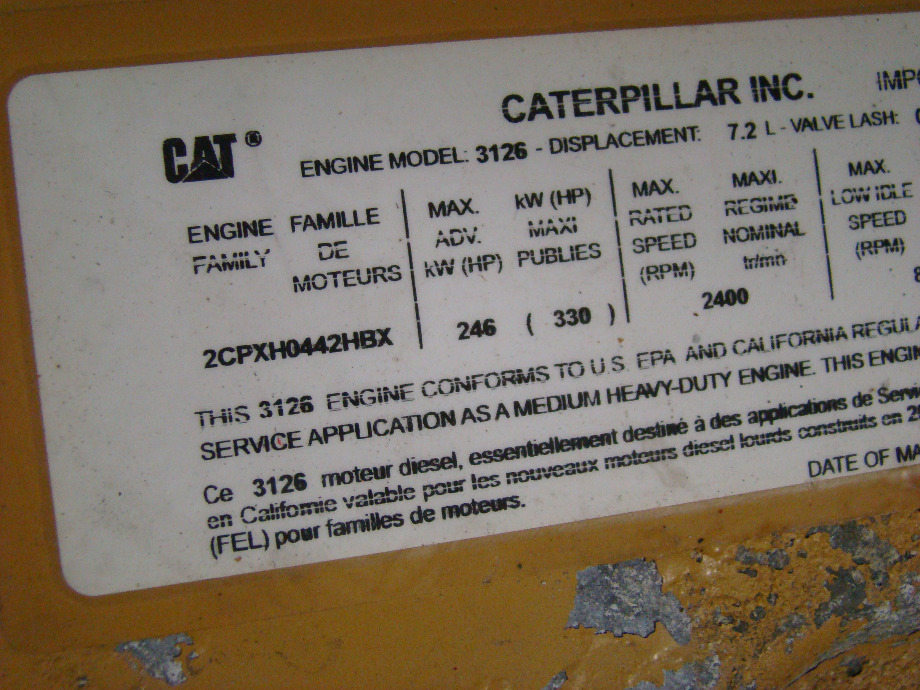 CATERPILLAR INC.
CAT ®
ENGINE MODEL: 3126 - DISPLACEMENT: 7.2 L - VALVE LASH:
ENGINE FAMILLE MAX. kW (HP) MAX. MAXI. MAX.
FAMILY DE ADV. MAXI RATED REGIME LOW IDLE
MOTEURS kW (HP) PUBLIES SPEED NOMINAL SPEED
(RPM) tr/mn (RPM)
2CPXH0442HBX 246 ( 330 ) 2400
THIS 3126 ENGINE CONFORMS TO U.S. EPA AND CALIFORNIA
SERVICE APPLICATION AS A MEDIUM HEAVY-DUTY ENGINE. THIS
Ce 3126 moteur diesel, essentiellement destiné à des applications de
en Californie valable pour les nouveaux moteurs diesel lourds construits en
(FEL) pour familles de moteurs.
DATE OF